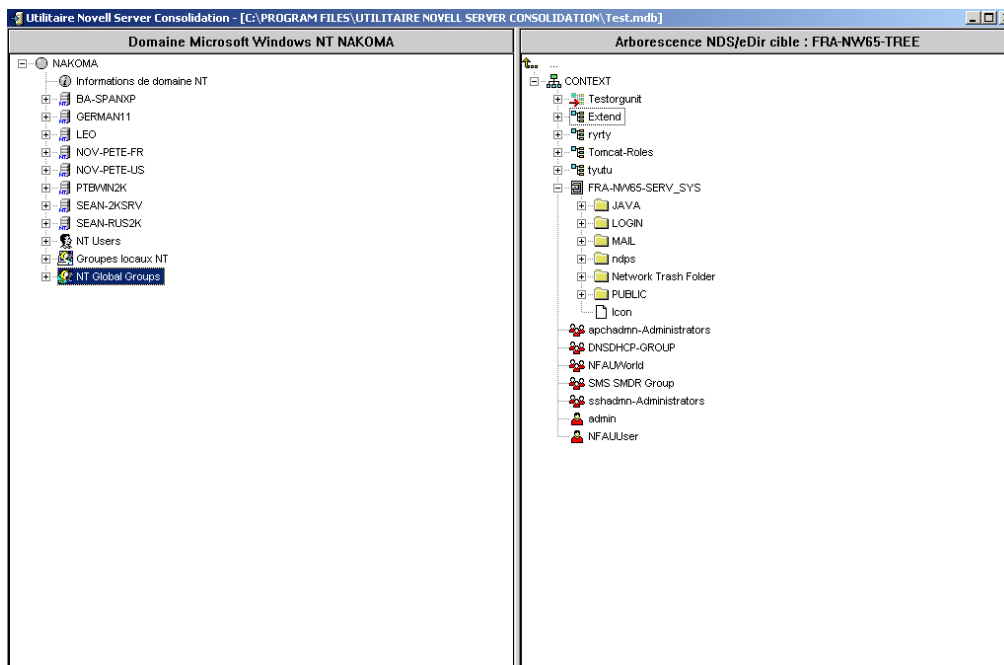 Utilitaire Novell Server Consolidation - [C:\PROGRAM FILES\UTILITAIRE NOVELL SERVER CONSOLIDATION\Test.mdb]
Domaine Microsoft Windows NT NAKOMA
NAKOMA
Informations de domaine NT
BA-SPANXP
GERMAN11
LEO
NOV-PETE-FR
NOV-PETE-US
PTBWIN2K
SEAN-2KSRV
SEAN-RUS2K
NT Users
Groupes locaux NT
NT Global Groups
Arborescence NDS/eDir cible : FRA-NW65-TREE
...
CONTEXT
Testorgunit
Extend
ryrty
Tomcat-Roles
tyutu
FRA-NW65-SERV_SYS
JAVA
LOGIN
MAIL
ndps
Network Trash Folder
PUBLIC
Icon
apchadmn-Administrators
DNSDHCP-GROUP
NFAUWorld
SMS SMDR Group
sshadmn-Administrators
admin
NFAUUser